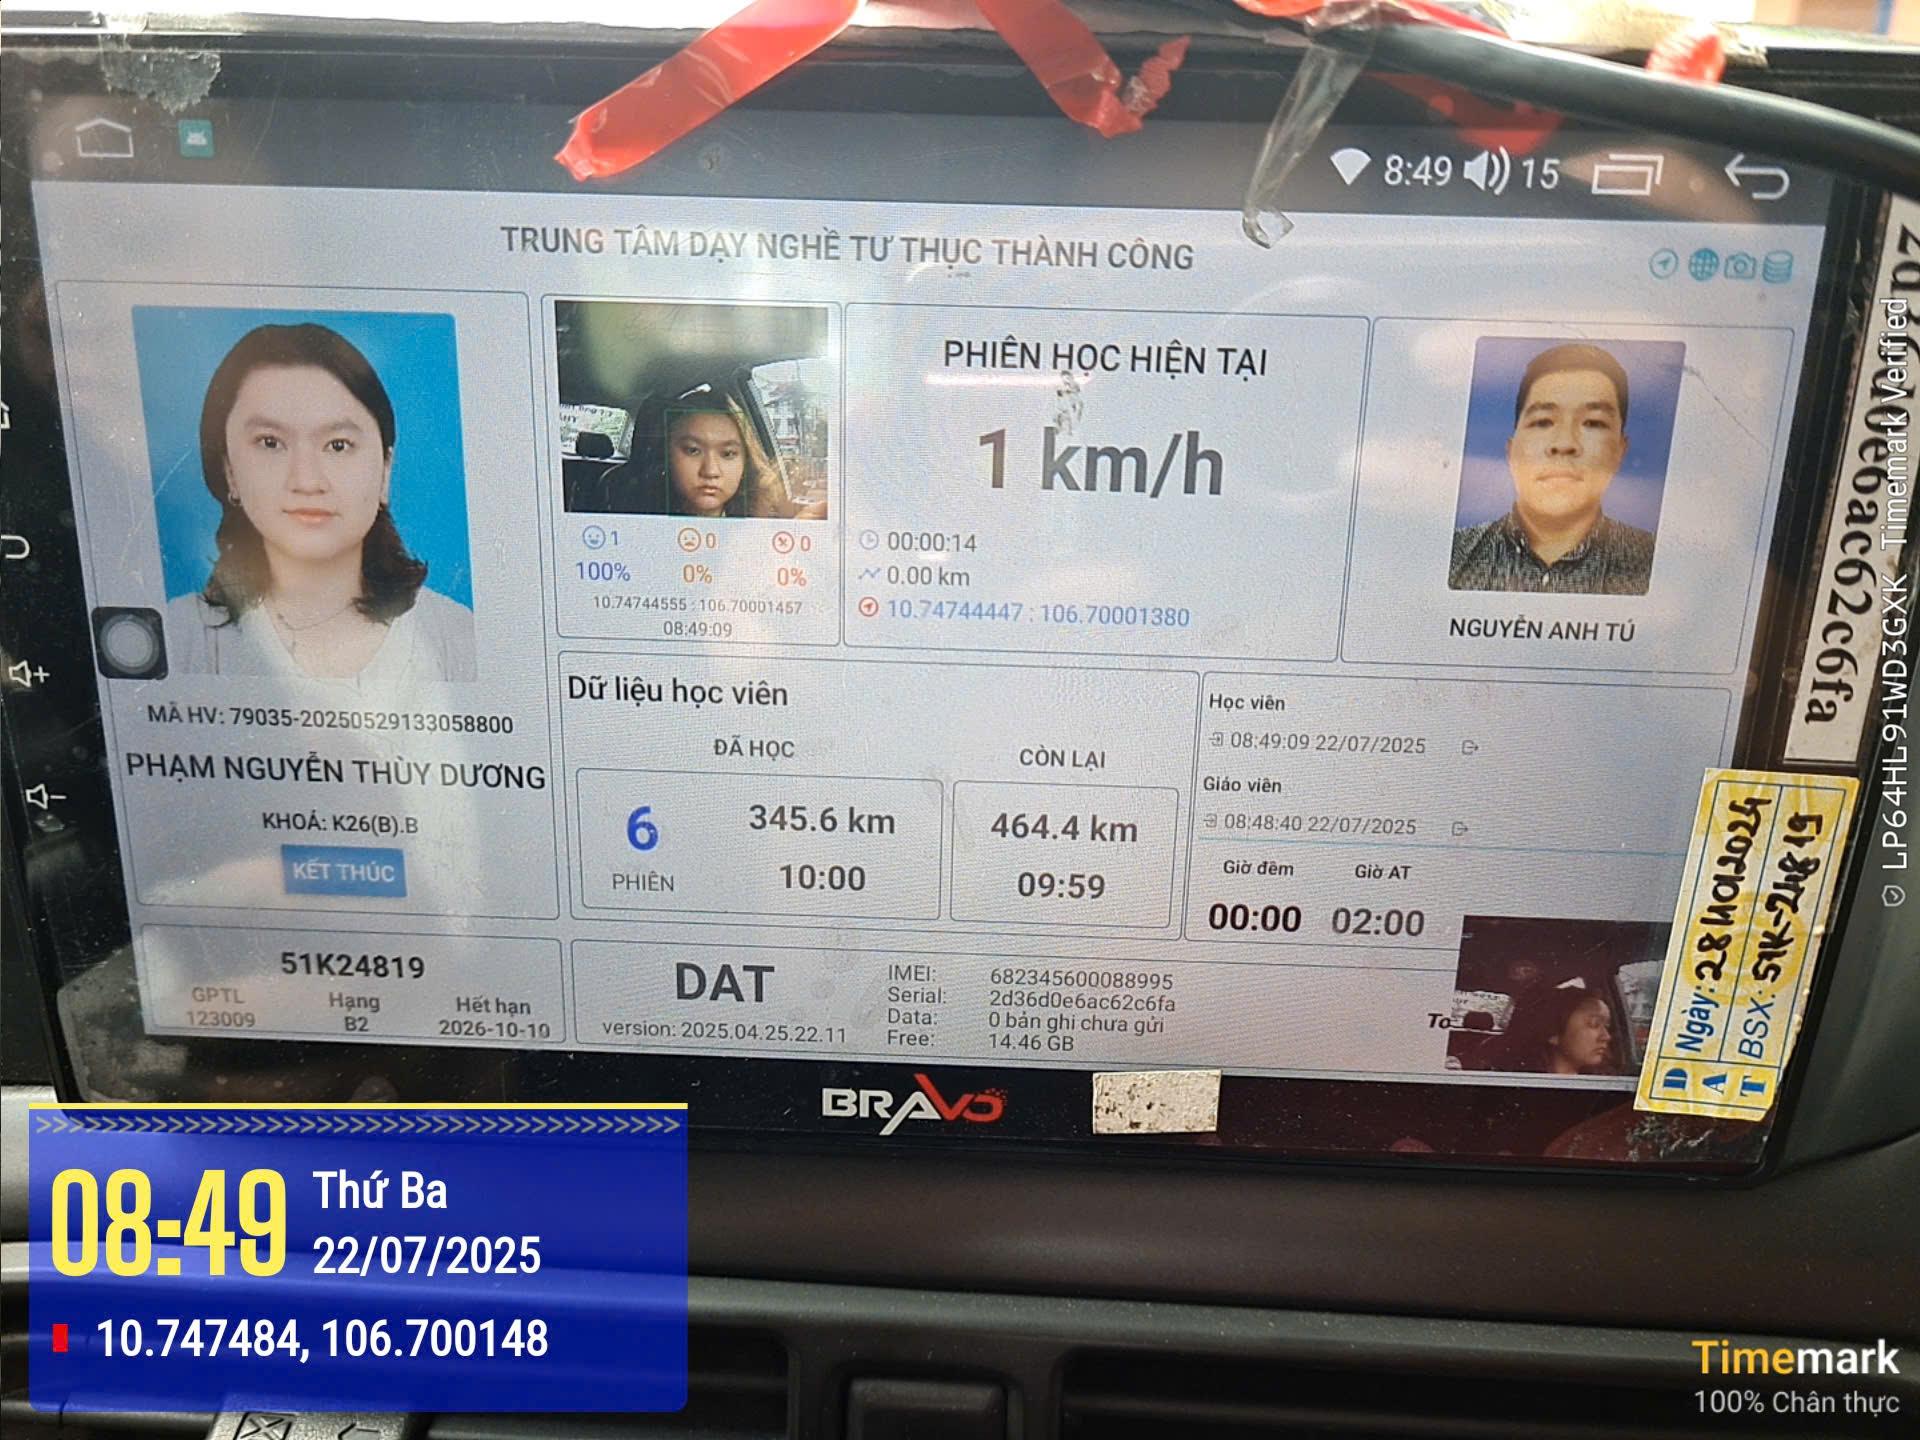 8:49 15
TRUNG TÂM DẠY NGHỀ TƯ THỤC THÀNH CÔNG
MÃ HV: 79035-20250529133058800
PHẠM NGUYỄN THÙY DƯƠNG
KHOÁ: K26(B).B
KẾT THÚC
1 0 0
100% 0% 0%
10.74744555 : 106.70001457
08:49:09
PHIÊN HỌC HIỆN TẠI
1 km/h
00:00:14
0.00 km
10.74744447 : 106.70001380
NGUYỄN ANH TÚ
Dữ liệu học viên
ĐÃ HỌC
CÒN LẠI
6
PHIÊN
345.6 km
10:00
464.4 km
09:59
Học viên
08:49:09 22/07/2025
Giáo viên
08:48:40 22/07/2025
Giờ đêm Giờ AT
00:00 02:00
51K24819
GPTL
123009
Hạng
B2
Hết hạn
2026-10-10
DAT
version: 2025.04.25.22.11
IMEI: 682345600088995
Serial: 2d36d0e6ac62c6fa
Data: 0 bản ghi chưa gửi
Free: 14.46 GB
To
BRAVO
DAT
Ngày:
BSX: 51K-24819
LP64HL91WD3GXK Timemark Verified
08:49
Thứ Ba
22/07/2025
10.747484, 106.700148
Timemark
100% Chân thực